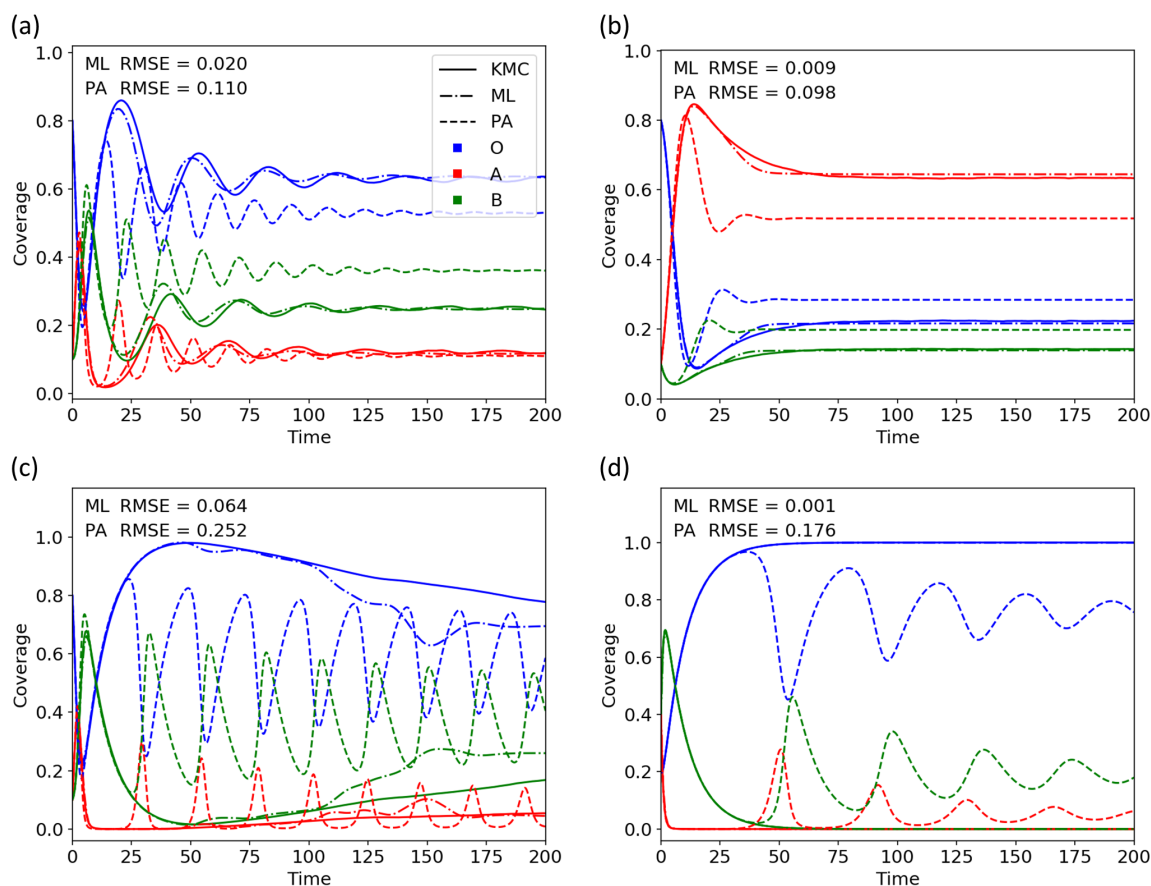 (a)
ML RMSE = 0.020
PA RMSE = 0.110
KMC
ML
PA
O
A
B
1.0
0.8
0.6
0.4
0.2
0.0
Coverage
0 25 50 75 100 125 150 175 200
Time
(b)
ML RMSE = 0.009
PA RMSE = 0.098
1.0
0.8
0.6
0.4
0.2
0.0
Coverage
0 25 50 75 100 125 150 175 200
Time
(c)
ML RMSE = 0.064
PA RMSE = 0.252
1.0
0.8
0.6
0.4
0.2
0.0
Coverage
0 25 50 75 100 125 150 175 200
Time
(d)
ML RMSE = 0.001
PA RMSE = 0.176
1.0
0.8
0.6
0.4
0.2
0.0
Coverage
0 25 50 75 100 125 150 175 200
Time